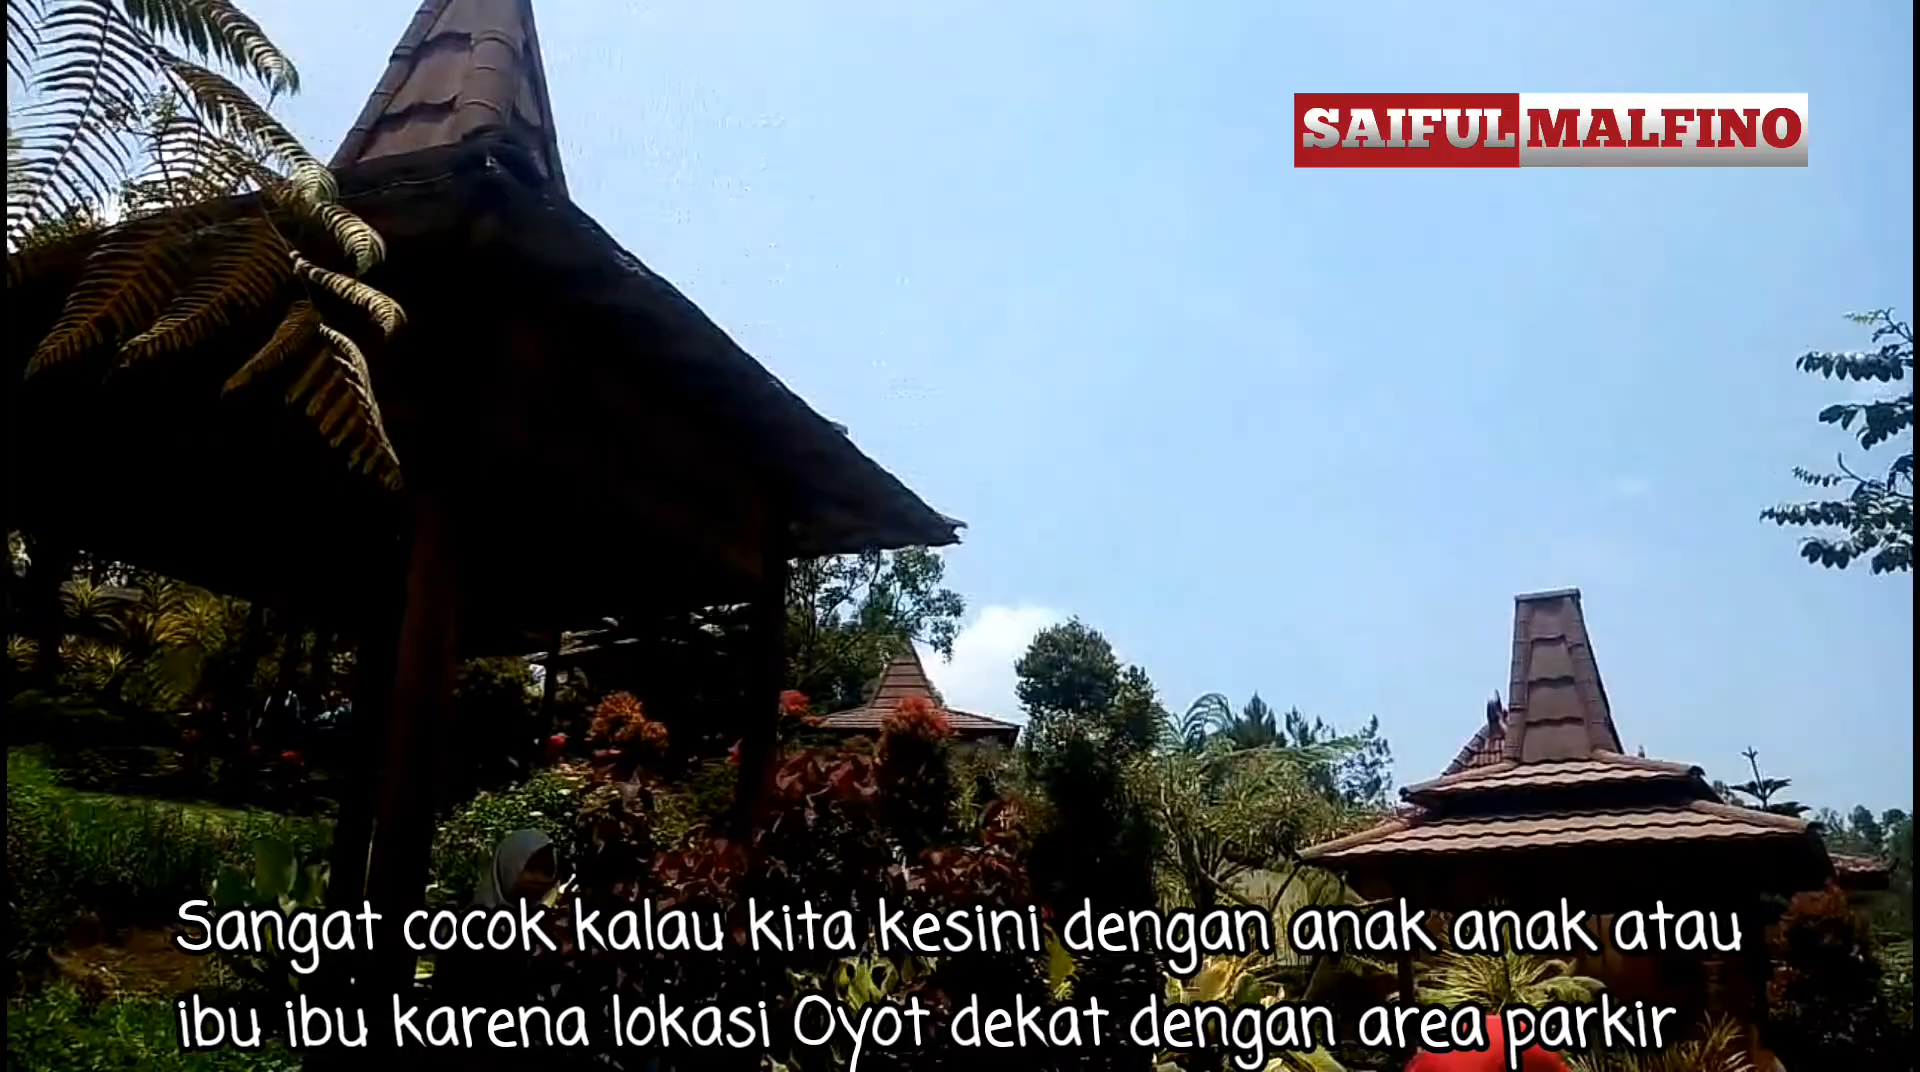 SAIFUL MALFINO
Sangat cocok kalau kita kesini dengan anak anak atau
ibu ibu karena lokasi Oyot dekat dengan area parkir